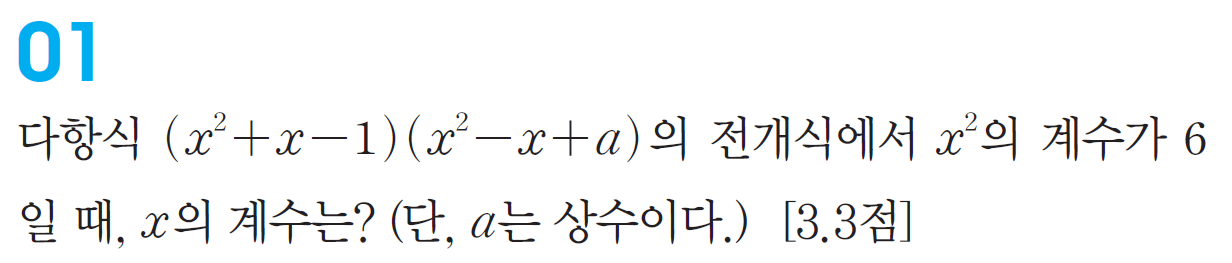 01
다항식 (x²+x−1)(x²−x+a)의 전개식에서 x²의 계수가 6
일 때, x의 계수는? (단, a는 상수이다.) [3.3점]